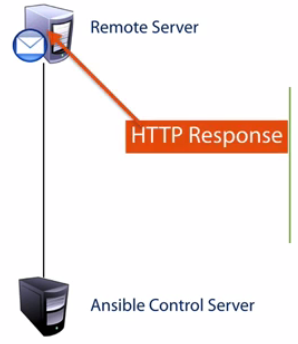 Remote Server
HTTP Response
Ansible Control Server